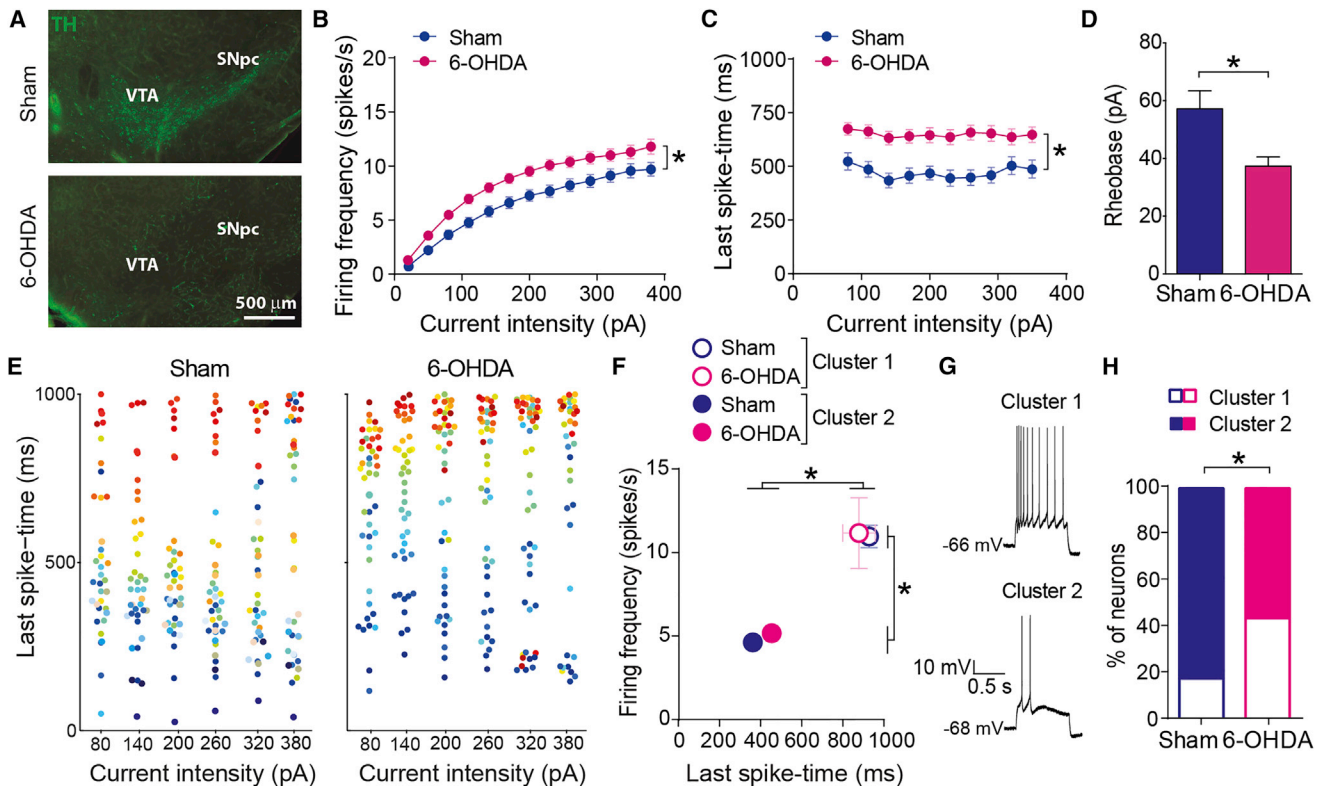 A
TH
SNpc
VTA
Sham
SNpc
VTA
500 µm
6-OHDA
B
Sham
6-OHDA
Firing frequency (spikes/s)
20
15
10
5
0
0 100 200 300 400
Current intensity (pA)
*
C
Sham
6-OHDA
Last spike-time (ms)
1000
750
500
250
0
0 100 200 300 400
Current intensity (pA)
*
D
*
Rheobase (pA)
80
60
40
20
0
Sham 6-OHDA
E
Sham
6-OHDA
Last spike-time (ms)
1000
500
0
80 140 200 260 320 380
80 140 200 260 320 380
Current intensity (pA)
Current intensity (pA)
F
Sham
6-OHDA
Cluster 1
Sham
6-OHDA
Cluster 2
Firing frequency (spikes/s)
15
10
5
0
*
*
0 200 400 600 800 1000
Last spike-time (ms)
G
Cluster 1
-66 mV
Cluster 2
10 mV
0.5 s
-68 mV
H
Cluster 1
Cluster 2
*
% of neurons
100
80
60
40
20
0
Sham 6-OHDA